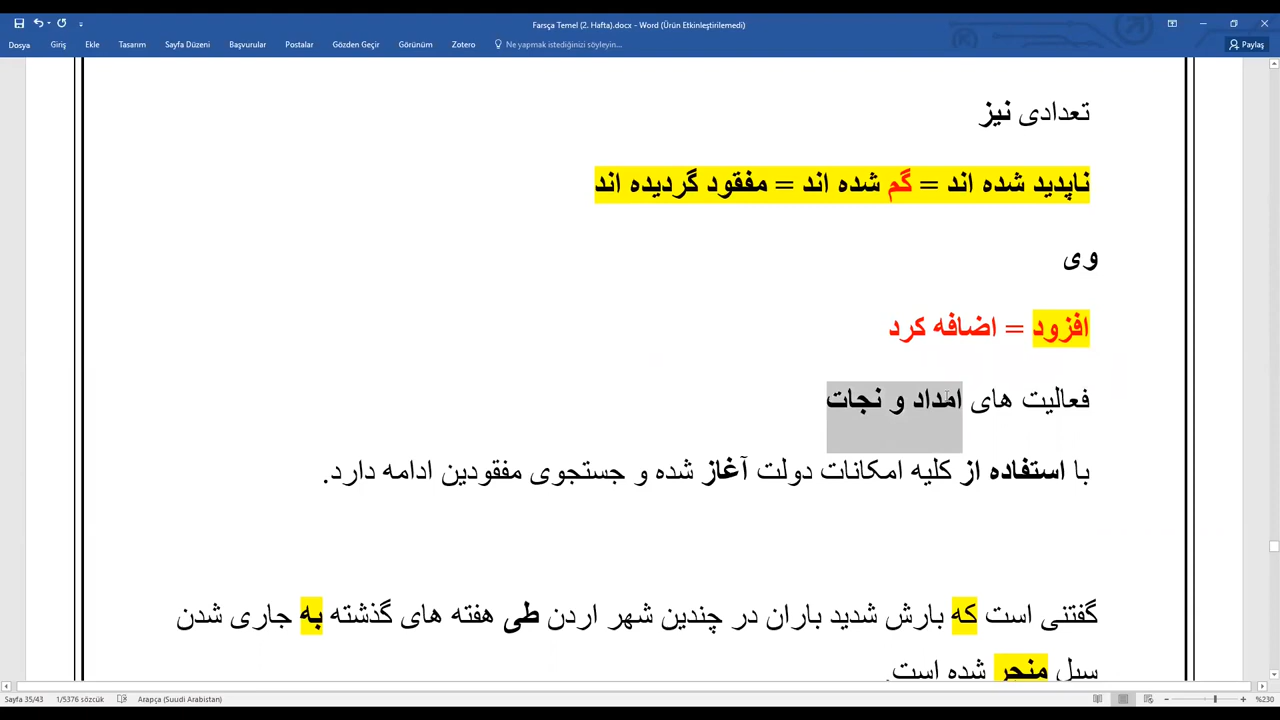 Farsça Temel (2. Hafta).docx - Word (Ürün Etkinleştirilemedi)
Dosya Giriş Ekle Tasarım Sayfa Düzeni Başvurular Postalar Gözden Geçir Görünüm Zotero Ne yapmak istediğinizi söyleyin... Paylaş
تعدادی نیز
ناپدید شده اند = گم شده اند = مفقود گردیده اند
وی
افزود = اضافه کرد
فعالیت های امداد و نجات
با استفاده از کلیه امکانات دولت آغاز شده و جستجوی مفقودین ادامه دارد.
گفتنی است که بارش شدید باران در چندین شهر اردن طی هفته های گذشته به جاری شدن
سیل منجر شده است.
Sayfa 35/43 1/5376 sözcük Arapça (Suudi Arabistan) %230